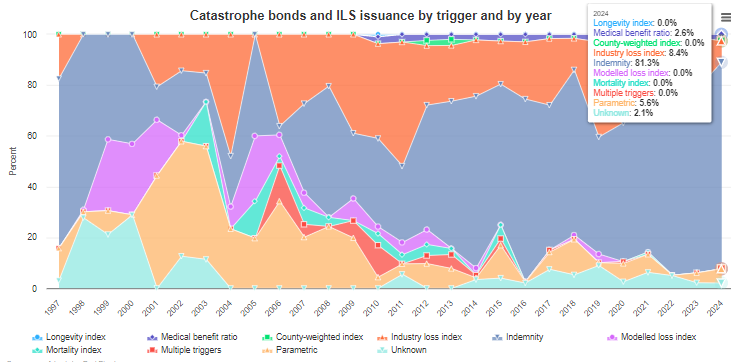 Catastrophe bonds and ILS issuance by trigger and by year
2024
Longevity index: 0.0%
Medical benefit ratio: 2.6%
County-weighted index: 0.0%
Industry loss index: 8.4%
Indemnity: 81.3%
Modelled loss index: 0.0%
Mortality index: 0.0%
Multiple triggers: 0.0%
Parametric: 5.6%
Unknown: 2.1%
100
80
60
40
20
0
Percent
1997 1998 1999 2000 2001 2002 2003 2004 2005 2006 2007 2008 2009 2010 2011 2012 2013 2014 2015 2016 2017 2018 2019 2020 2021 2022 2023 2024
Longevity index Medical benefit ratio County-weighted index Industry loss index Indemnity Modelled loss index
Mortality index Multiple triggers Parametric Unknown